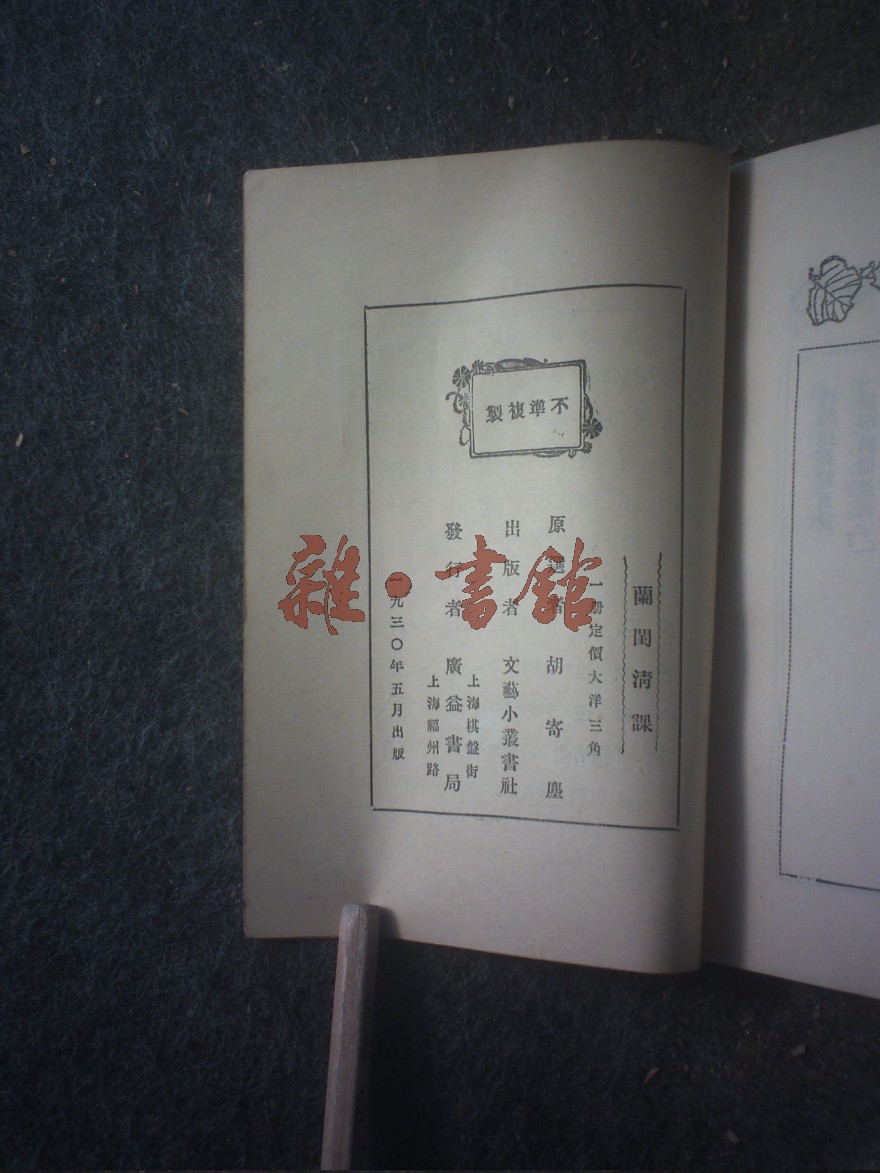 不準複製
蘭閨清課
一册定價大洋三角
原選者 胡寄塵
出版者 文藝小叢書社
發行者 廣益書局
上海棋盤街
上海福州路
一九三〇年五月出版
雜·書館